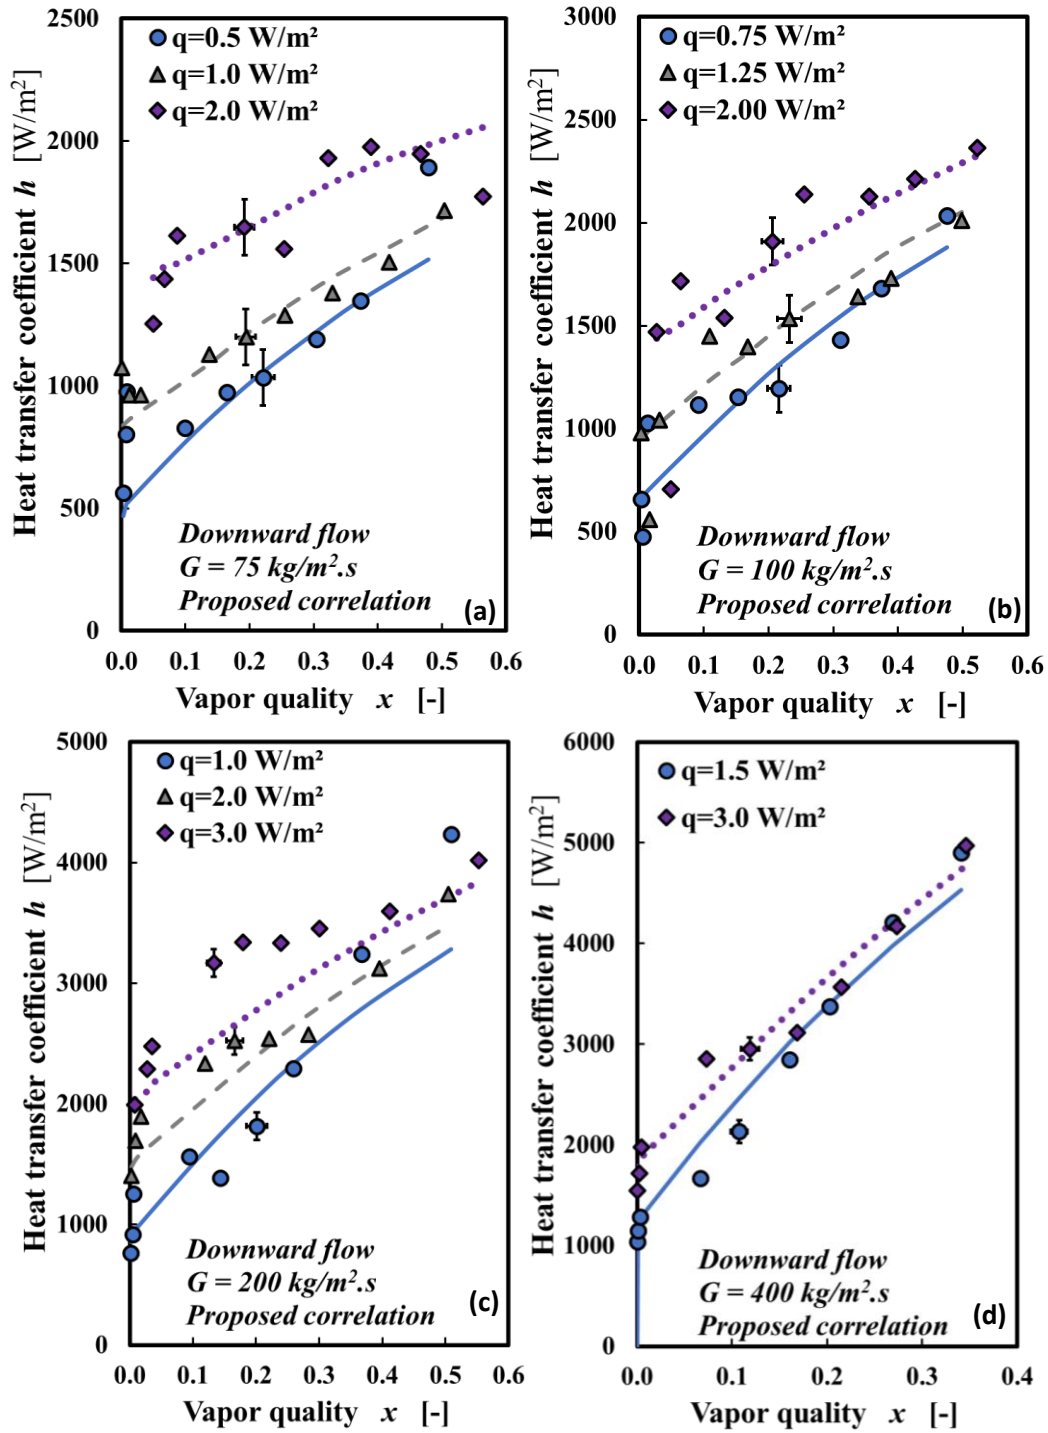 2500
2000
1500
1000
500
0
Heat transfer coefficient h [W/m²]
q=0.5 W/m²
q=1.0 W/m²
q=2.0 W/m²
Downward flow
G = 75 kg/m².s
Proposed correlation
(a)
0.0 0.1 0.2 0.3 0.4 0.5 0.6
Vapor quality x [-]
3000
2500
2000
1500
1000
500
0
Heat transfer coefficient h [W/m²]
q=0.75 W/m²
q=1.25 W/m²
q=2.00 W/m²
Downward flow
G = 100 kg/m².s
Proposed correlation
(b)
0.0 0.1 0.2 0.3 0.4 0.5 0.6
Vapor quality x [-]
5000
4000
3000
2000
1000
0
Heat transfer coefficient h [W/m²]
q=1.0 W/m²
q=2.0 W/m²
q=3.0 W/m²
Downward flow
G = 200 kg/m².s
Proposed correlation
(c)
0.0 0.1 0.2 0.3 0.4 0.5 0.6
Vapor quality x [-]
6000
5000
4000
3000
2000
1000
0
Heat transfer coefficient h [W/m²]
q=1.5 W/m²
q=3.0 W/m²
Downward flow
G = 400 kg/m².s
Proposed correlation
(d)
0.0 0.1 0.2 0.3 0.4
Vapor quality x [-]